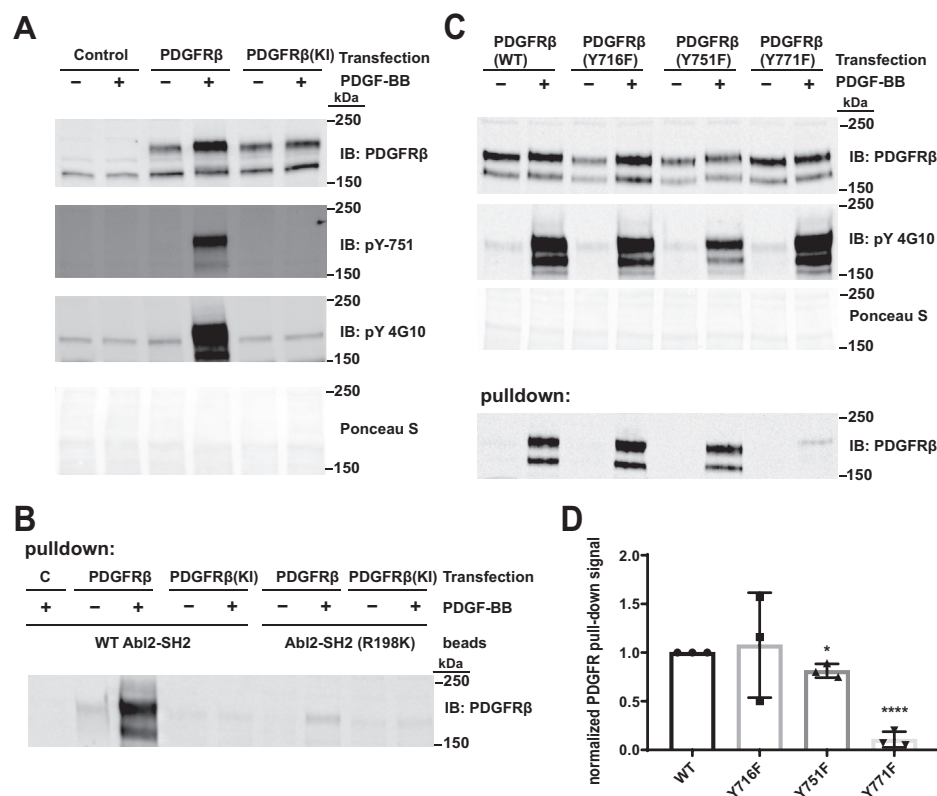 A
Control PDGFRβ PDGFRβ(KI) Transfection
– + – + – + PDGF-BB
kDa
–250
IB: PDGFRβ
–150
–250
IB: pY-751
–150
–250
IB: pY 4G10
–150
–250
Ponceau S
–150
B
pulldown:
C PDGFRβ PDGFRβ(KI) PDGFRβ PDGFRβ(KI) Transfection
+ – + – + – + – + PDGF-BB
WT Abl2-SH2 Abl2-SH2 (R198K) beads
kDa
–250
IB: PDGFRβ
–150
C
PDGFRβ PDGFRβ PDGFRβ PDGFRβ
(WT) (Y716F) (Y751F) (Y771F) Transfection
– + – + – + – + PDGF-BB
kDa
–250
IB: PDGFRβ
–150
–250
IB: pY 4G10
–150
–250
Ponceau S
–150
pulldown:
–250
IB: PDGFRβ
–150
D
normalized PDGFR pull-down signal
2.0
1.5
1.0
0.5
0.0
*
****
WT Y716F Y751F Y771F